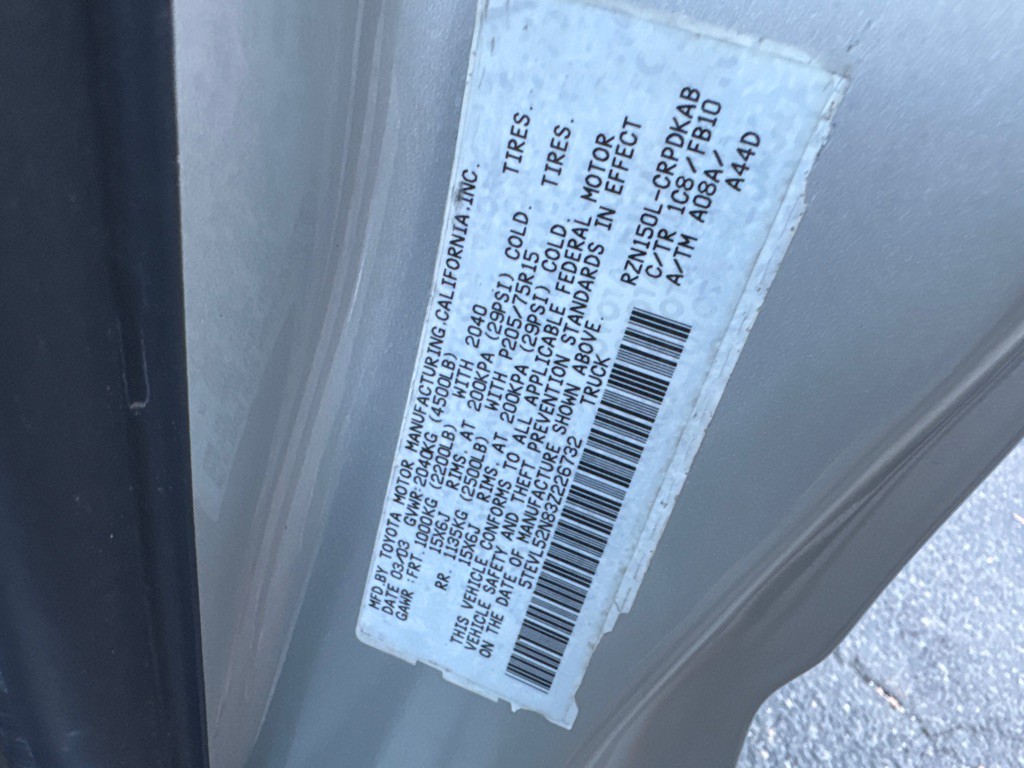 MFD.BY TOYOTA MOTOR MANUFACTURING,CALIFORNIA.INC.
DATE 03/03 GVWR:2040KG (4500LB)
GAWR:FRT.1000KG (2200LB) WITH 2040 TIRES.
15X6J RIMS, AT 200KPA (29PSI) COLD.
RR. 1135KG (2500LB) WITH P205/75R15 TIRES.
15X6J RIMS, AT 200KPA (29PSI) COLD.
THIS VEHICLE CONFORMS TO ALL APPLICABLE FEDERAL MOTOR
VEHICLE SAFETY AND THEFT PREVENTION STANDARDS IN EFFECT
ON THE DATE OF MANUFACTURE SHOWN ABOVE.
5TEVL52N83Z226732 TRUCK
RZN150L-CRPDKAB
C/TR 1C8/FB10
A/TM A08A/
A44D